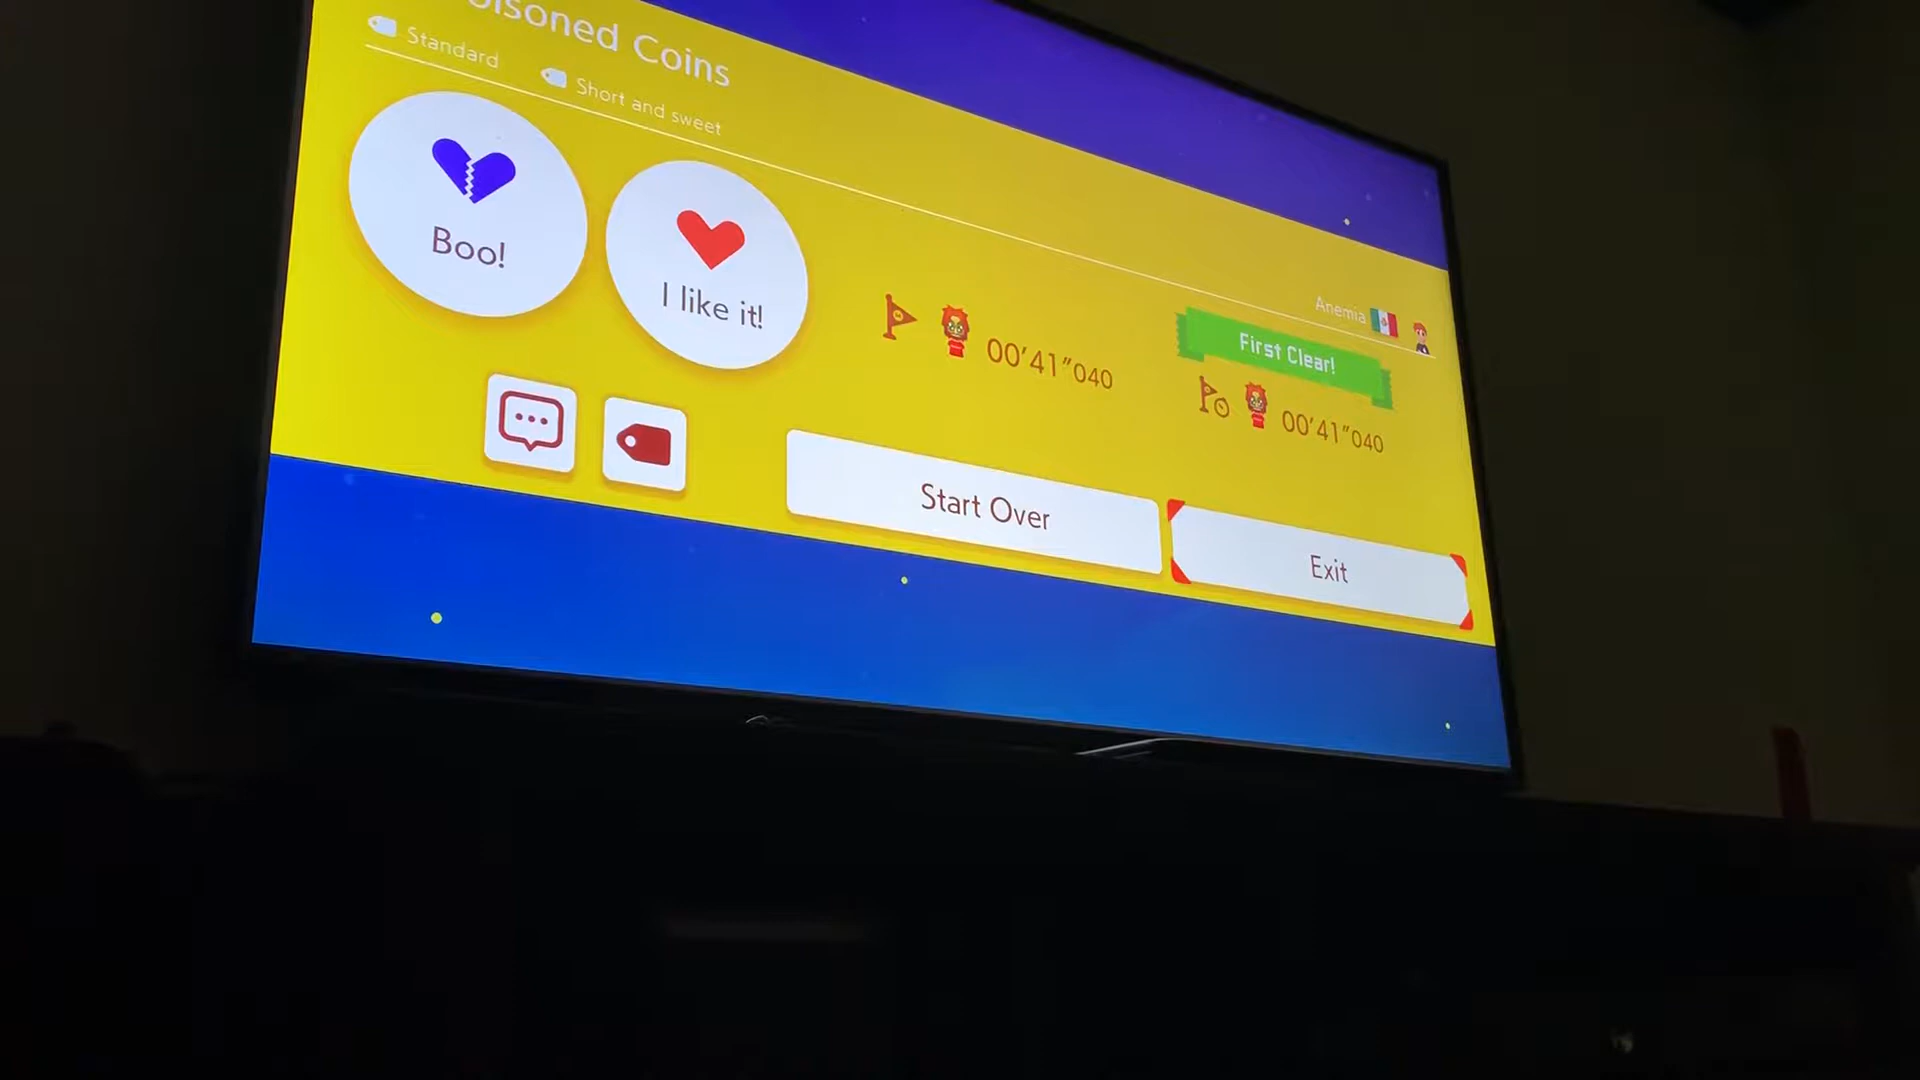 oisoned Coins
Standard
Short and sweet
Boo!
I like it!
Anemia
First Clear!
00'41"040
00'41"040
Start Over
Exit